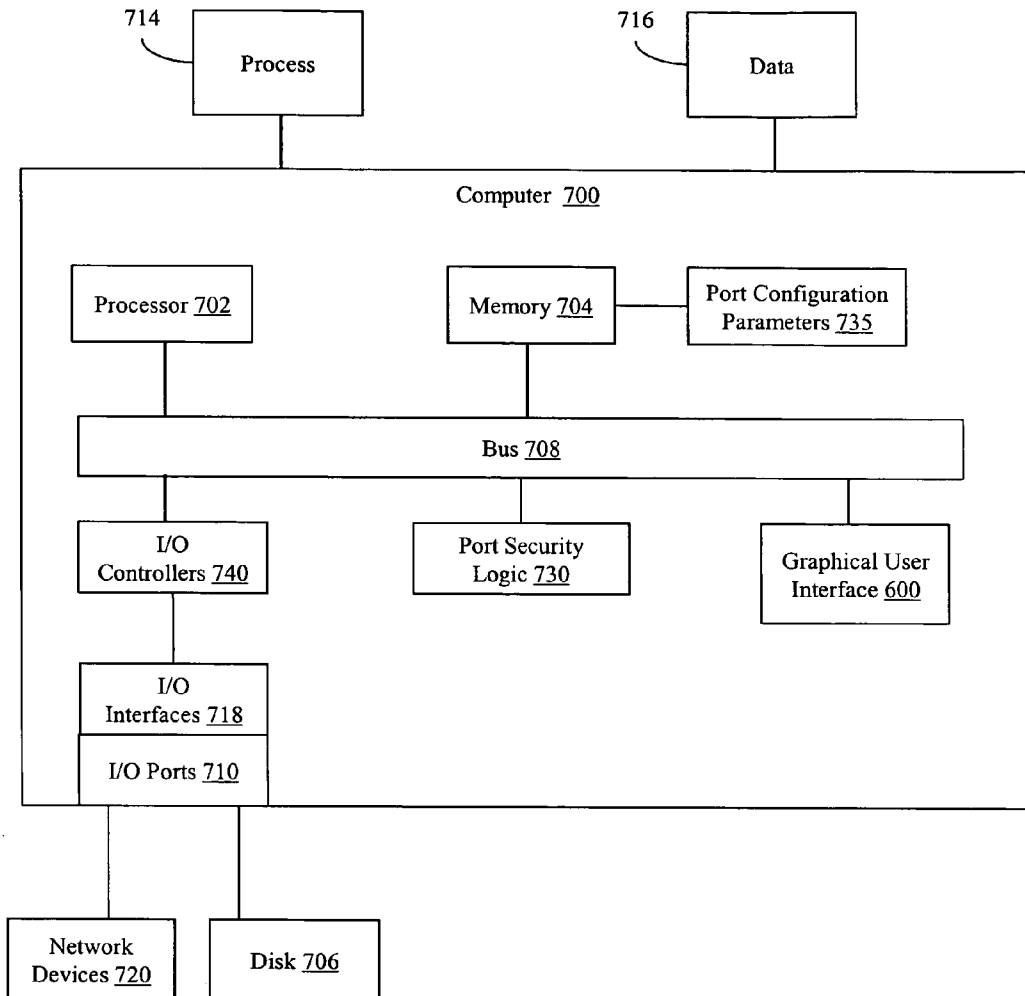 714
Process
716
Data
Computer 700
Processor 702
Memory 704
Port Configuration
Parameters 735
Bus 708
I/O
Controllers 740
Port Security
Logic 730
Graphical User
Interface 600
I/O
Interfaces 718
I/O Ports 710
Network
Devices 720
Disk 706